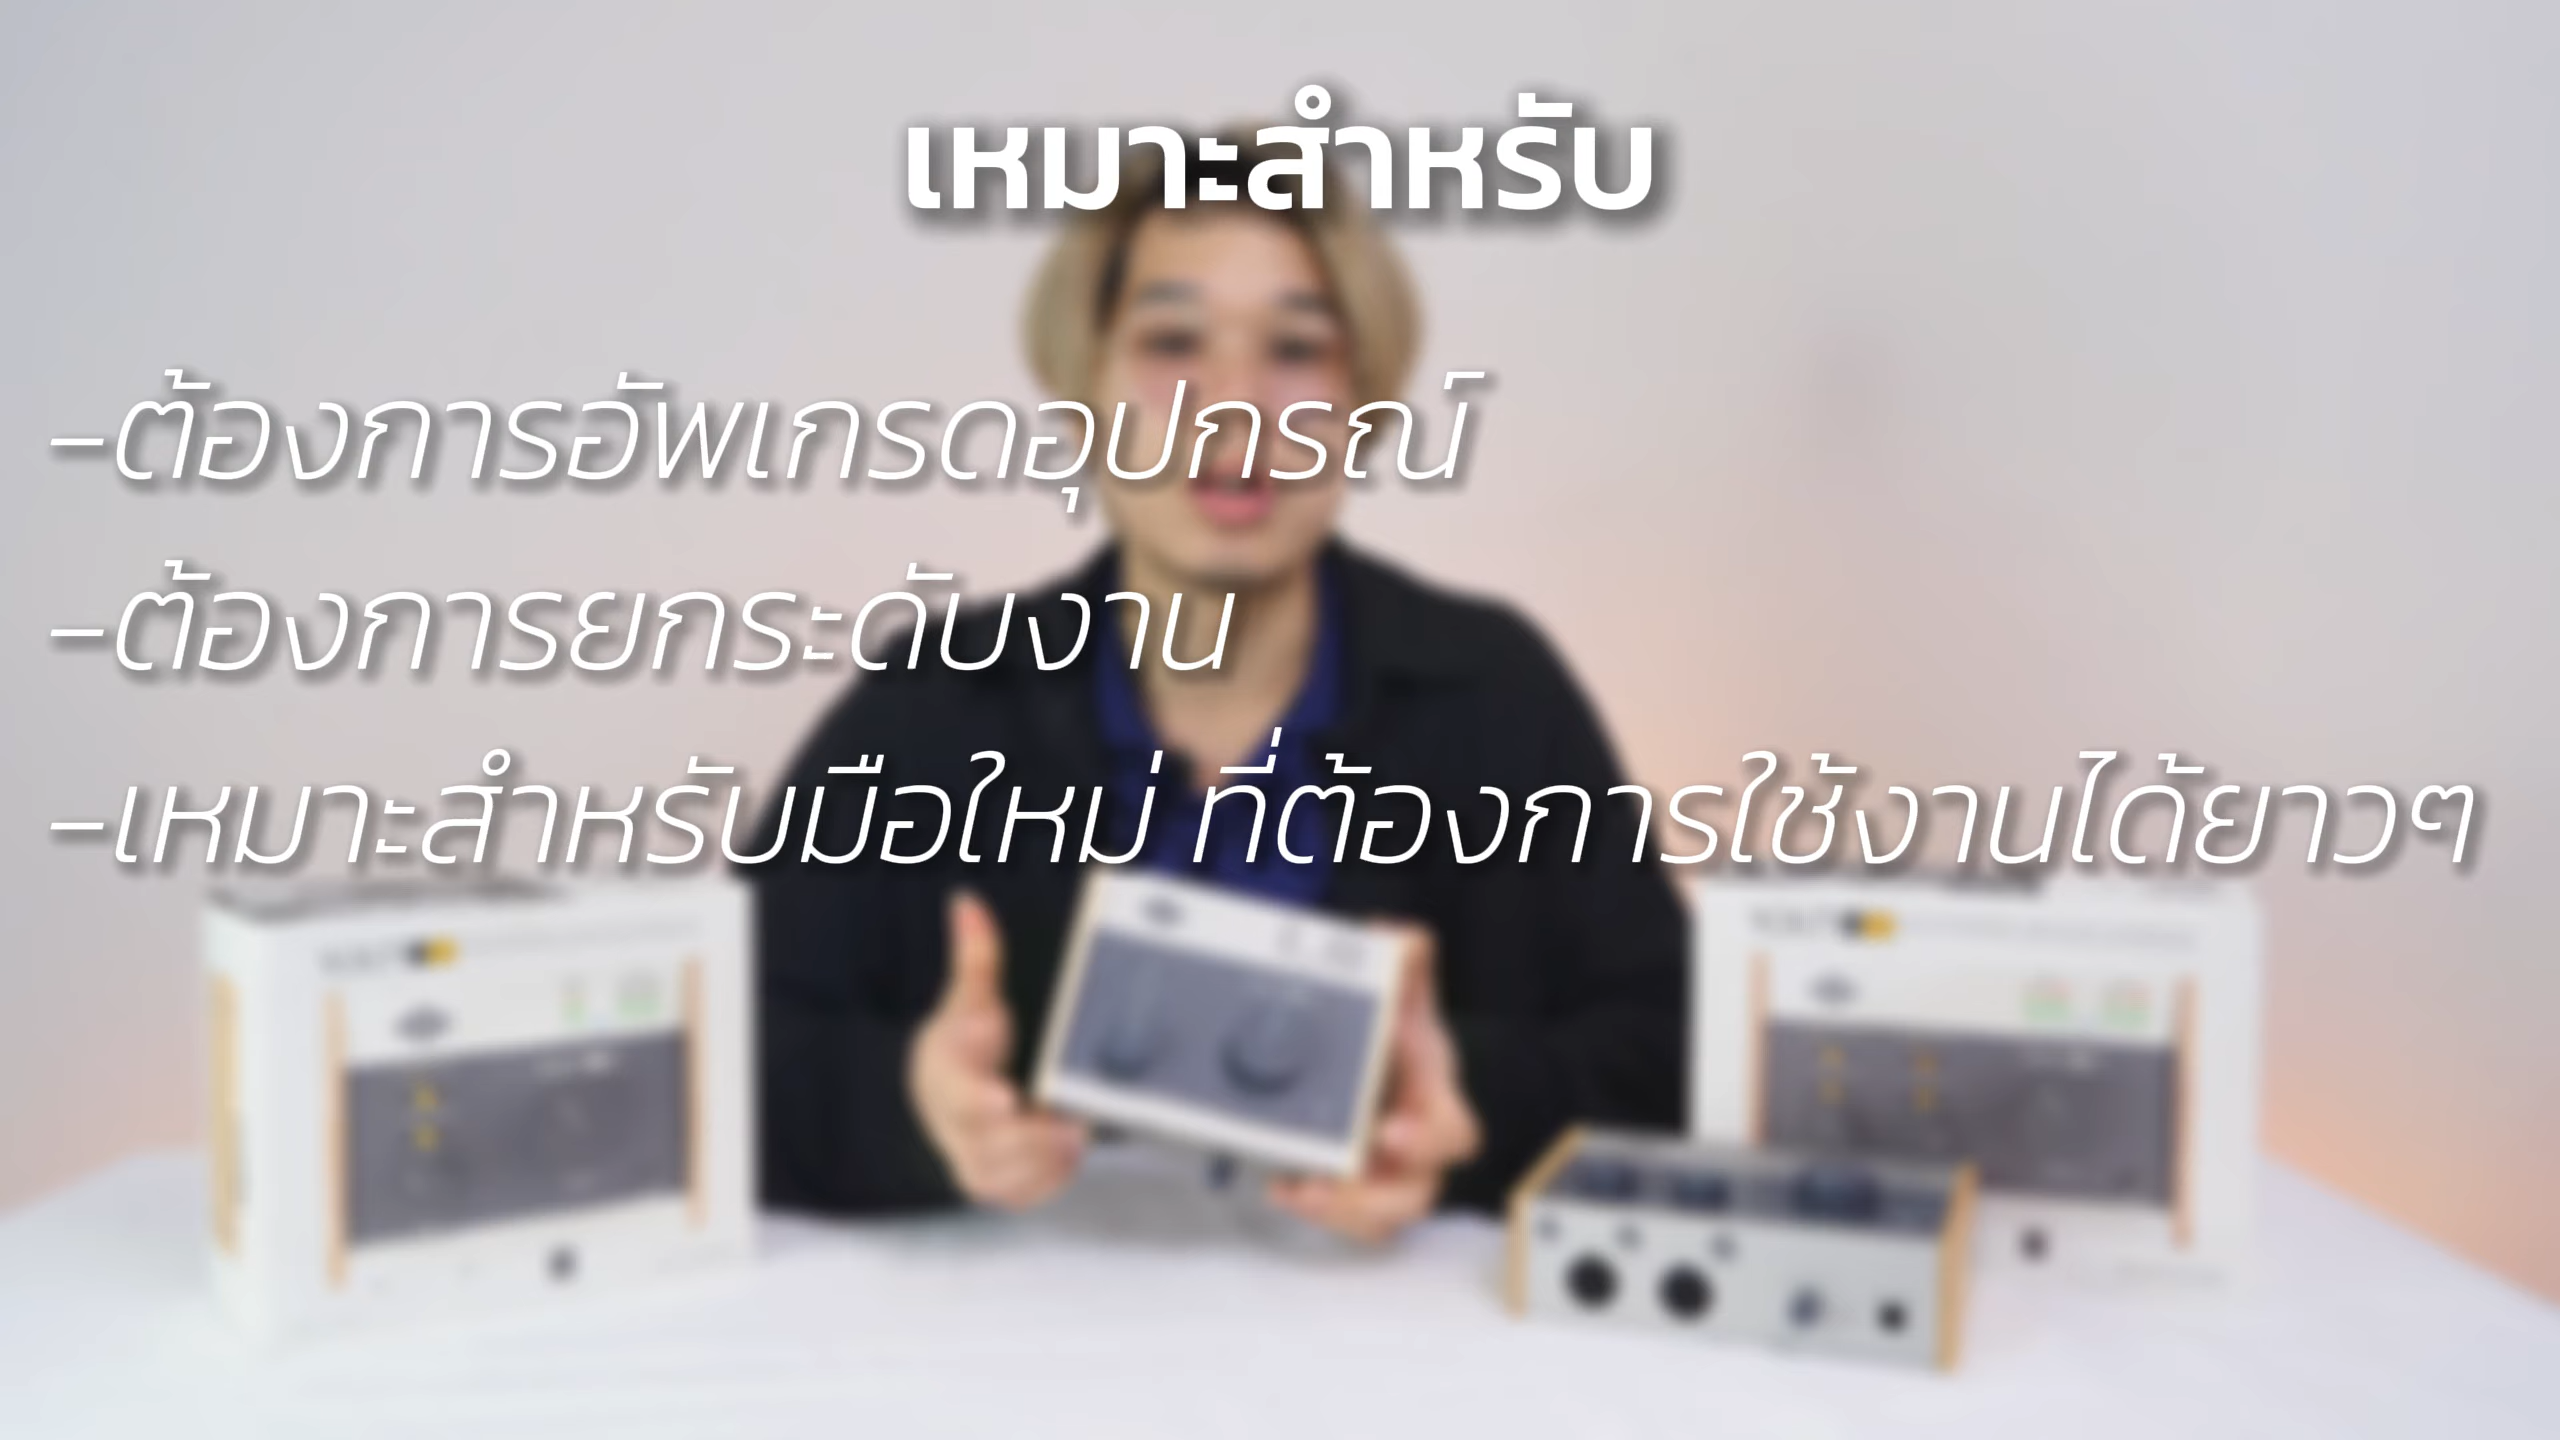 เหมาะสำหรับ
-ต้องการอัพเกรดอุปกรณ์
-ต้องการยกระดับงาน
-เหมาะสำหรับมือใหม่ ที่ต้องการใช้งานได้ยาวๆ